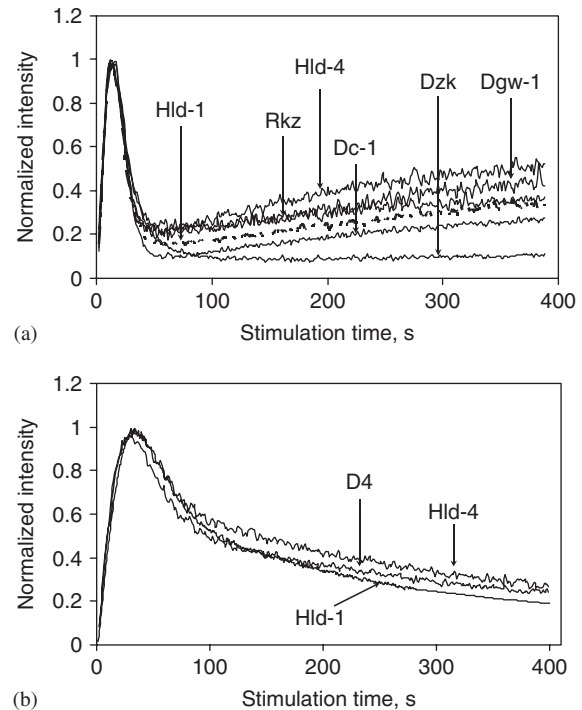 1.2
1
0.8
0.6
0.4
0.2
0
Normalized intensity
Hld-1
Rkz
Hld-4
Dc-1
Dzk
Dgw-1
0 100 200 300 400
Stimulation time, s
(a)
1.2
1
0.8
0.6
0.4
0.2
0
Normalized intensity
D4
Hld-4
Hld-1
0 100 200 300 400
Stimulation time, s
(b)